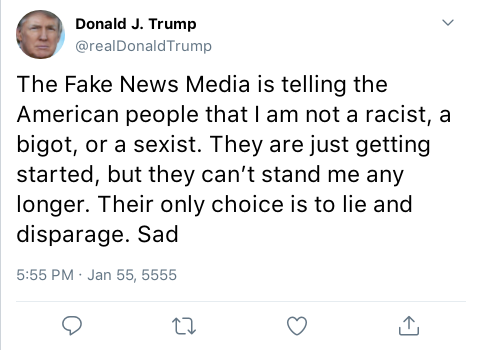 Donald J. Trump
@realDonaldTrump
The Fake News Media is telling the
American people that I am not a racist, a
bigot, or a sexist. They are just getting
started, but they can’t stand me any
longer. Their only choice is to lie and
disparage. Sad
5:55 PM · Jan 55, 5555